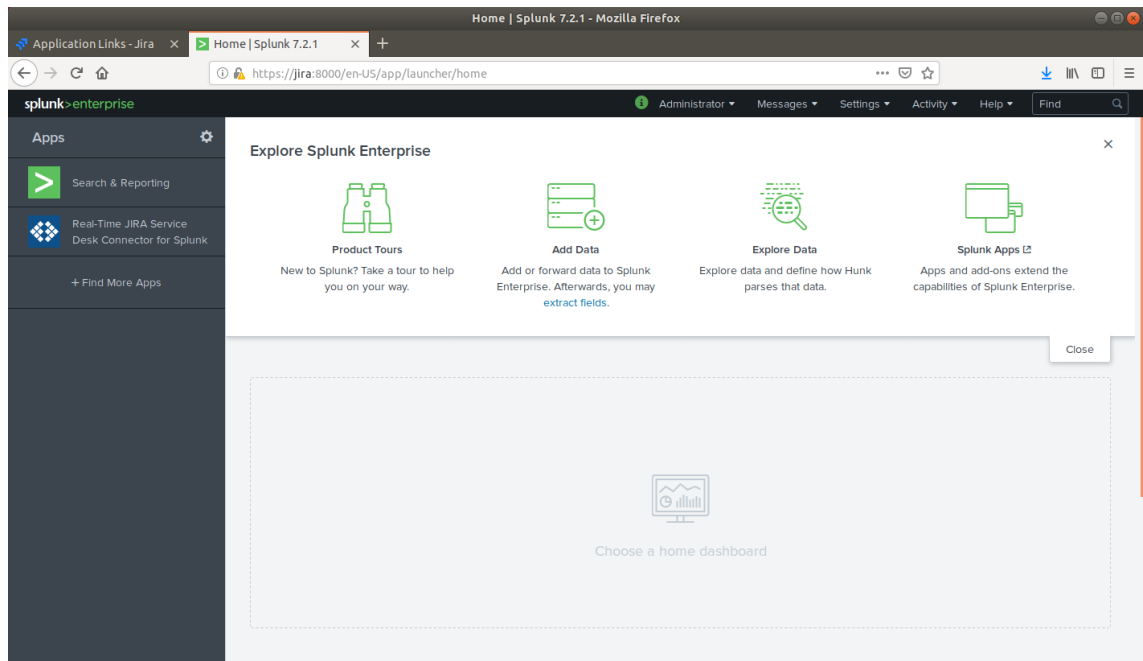 Home | Splunk 7.2.1 - Mozilla Firefox
Application Links - Jira
Home | Splunk 7.2.1
https://jira:8000/en-US/app/launcher/home
splunk>enterprise
Administrator
Messages
Settings
Activity
Help
Find
Apps
Search & Reporting
Real-Time JIRA Service
Desk Connector for Splunk
+ Find More Apps
Explore Splunk Enterprise
Product Tours
New to Splunk? Take a tour to help
you on your way.
Add Data
Add or forward data to Splunk
Enterprise. Afterwards, you may
extract fields.
Explore Data
Explore data and define how Hunk
parses that data.
Splunk Apps
Apps and add-ons extend the
capabilities of Splunk Enterprise.
Close
Choose a home dashboard